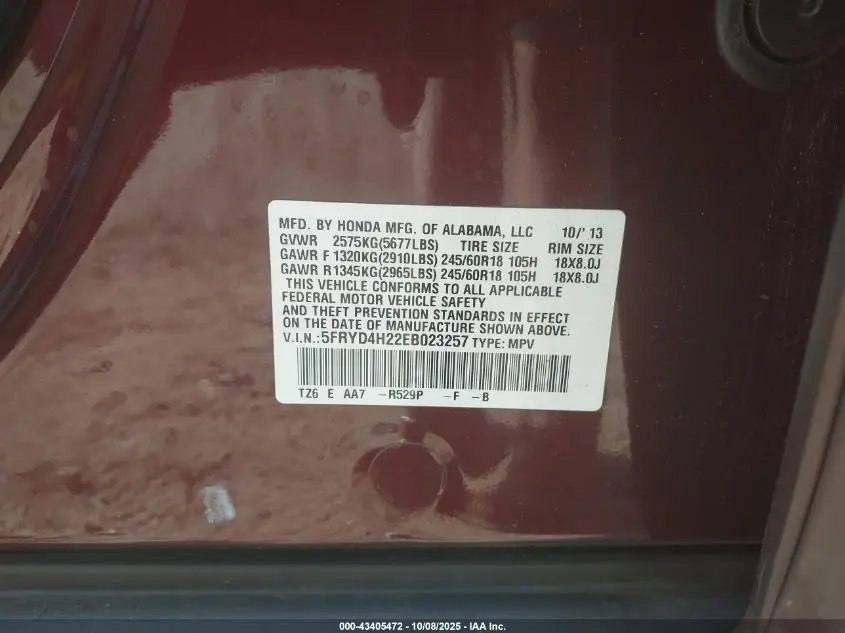 MFD. BY HONDA MFG. OF ALABAMA, LLC 10/' 13
GVWR 2575KG(5677LBS) TIRE SIZE RIM SIZE
GAWR F 1320KG(2910LBS) 245/60R18 105H 18X8.0J
GAWR R1345KG(2965LBS) 245/60R18 105H 18X8.0J
THIS VEHICLE CONFORMS TO ALL APPLICABLE
FEDERAL MOTOR VEHICLE SAFETY
AND THEFT PREVENTION STANDARDS IN EFFECT
ON THE DATE OF MANUFACTURE SHOWN ABOVE.
V.I.N.:5FRYD4H22EB023257 TYPE: MPV
TZ6 E AA7 -R529P -F -B
000-43405472 - 10/08/2025 - IAA Inc.